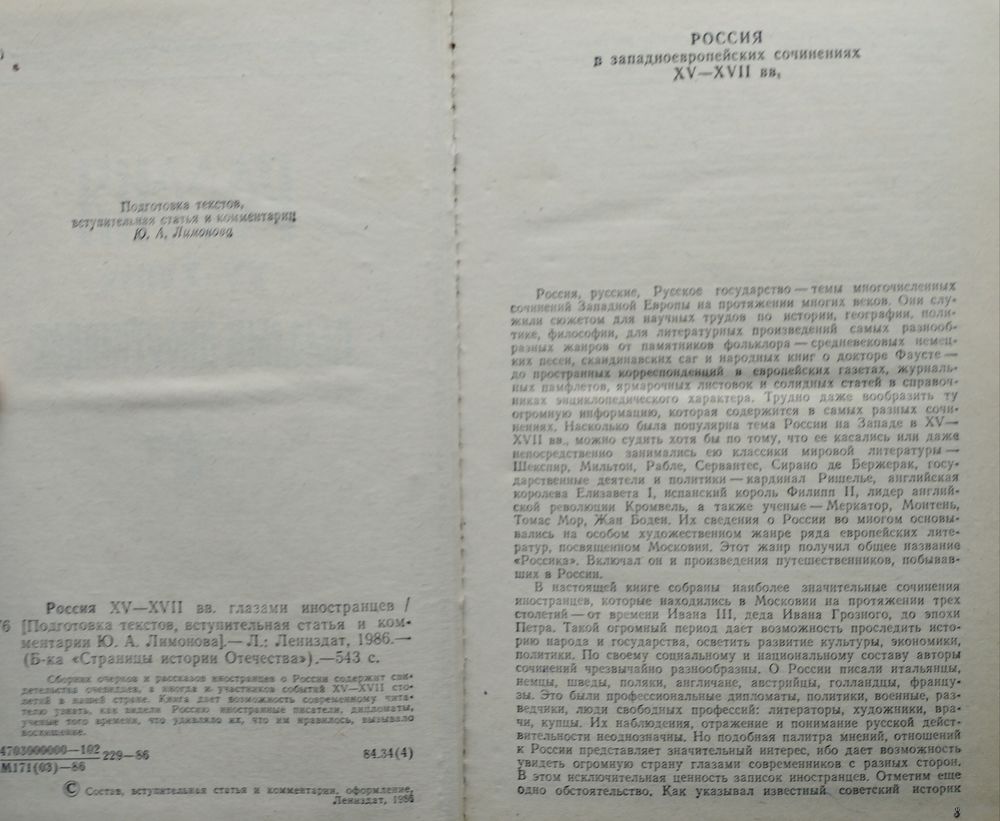 Подготовка текстов,
вступительная статья и комментарии
Ю. А. Лимонова
Россия XV—XVII вв. глазами иностранцев /
76 [Подготовка текстов, вступительная статья и ком-
ментарии Ю. А. Лимонова].— Л.: Лениздат, 1986.—
(Б-ка «Страницы истории Отечества»).—543 с.
Сборник очерков и рассказов иностранцев о России содержит сви-
детельства очевидцев, а иногда и участников событий XV—XVII сто-
летий в нашей стране. Книга дает возможность современному чита-
телю узнать, как видели Россию иностранные писатели, дипломаты,
ученые того времени, что удивляло их, что им нравилось, вызывало
восхищение.
4703000000—102
М171(03)—86
229—86
84.34(4)
© Состав, вступительная статья и комментарии, оформление,
Лениздат, 1986
РОССИЯ
в западноевропейских сочинениях
XV—XVII вв.
Россия, русские, Русское государство — темы многочисленных
сочинений Западной Европы на протяжении многих веков. Они слу-
жили сюжетом для научных трудов по истории, географии, поли-
тике, философии, для литературных произведений самых разнооб-
разных жанров от памятников фольклора — средневековых немец-
ких песен, скандинавских саг и народных книг о докторе Фаусте —
до пространных корреспонденций в европейских газетах, журналь-
ных памфлетов, ярмарочных листовок и солидных статей в справоч-
никах энциклопедического характера. Трудно даже вообразить ту
огромную информацию, которая содержится в самых разных сочи-
нениях. Насколько была популярна тема России на Западе в XV—
XVII вв., можно судить хотя бы по тому, что ее касались или даже
непосредственно занимались ею классики мировой литературы —
Шекспир, Мильтон, Рабле, Сервантес, Сирано де Бержерак, госу-
дарственные деятели и политики — кардинал Ришелье, английская
королева Елизавета I, испанский король Филипп II, лидер англий-
ской революции Кромвель, а также ученые — Меркатор, Монтень,
Томас Мор, Жан Боден. Их сведения о России во многом основы-
вались на особом художественном жанре ряда европейских лите-
ратур, посвященном Московии. Этот жанр получил общее название
«Россика». Включал он и произведения путешественников, побывав-
ших в России.
В настоящей книге собраны наиболее значительные сочинения
иностранцев, которые находились в Московии на протяжении трех
столетий — от времени Ивана III, деда Ивана Грозного, до эпохи
Петра. Такой огромный период дает возможность проследить исто-
рию народа и государства, осветить развитие культуры, экономики,
политики. По своему социальному и национальному составу авторы
сочинений чрезвычайно разнообразны. О России писали итальянцы,
немцы, шведы, поляки, англичане, австрийцы, голландцы, францу-
зы. Это были профессиональные дипломаты, политики, военные, раз-
ведчики, люди свободных профессий: литераторы, художники, вра-
чи, купцы. Их наблюдения, отражение и понимание русской дейст-
вительности неоднозначны. Но подобная палитра мнений, отношений
к России представляет значительный интерес, ибо дает возможность
увидеть огромную страну глазами современников с разных сторон.
В этом исключительная ценность записок иностранцев. Отметим еще
одно обстоятельство. Как указывал известный советский историк
3